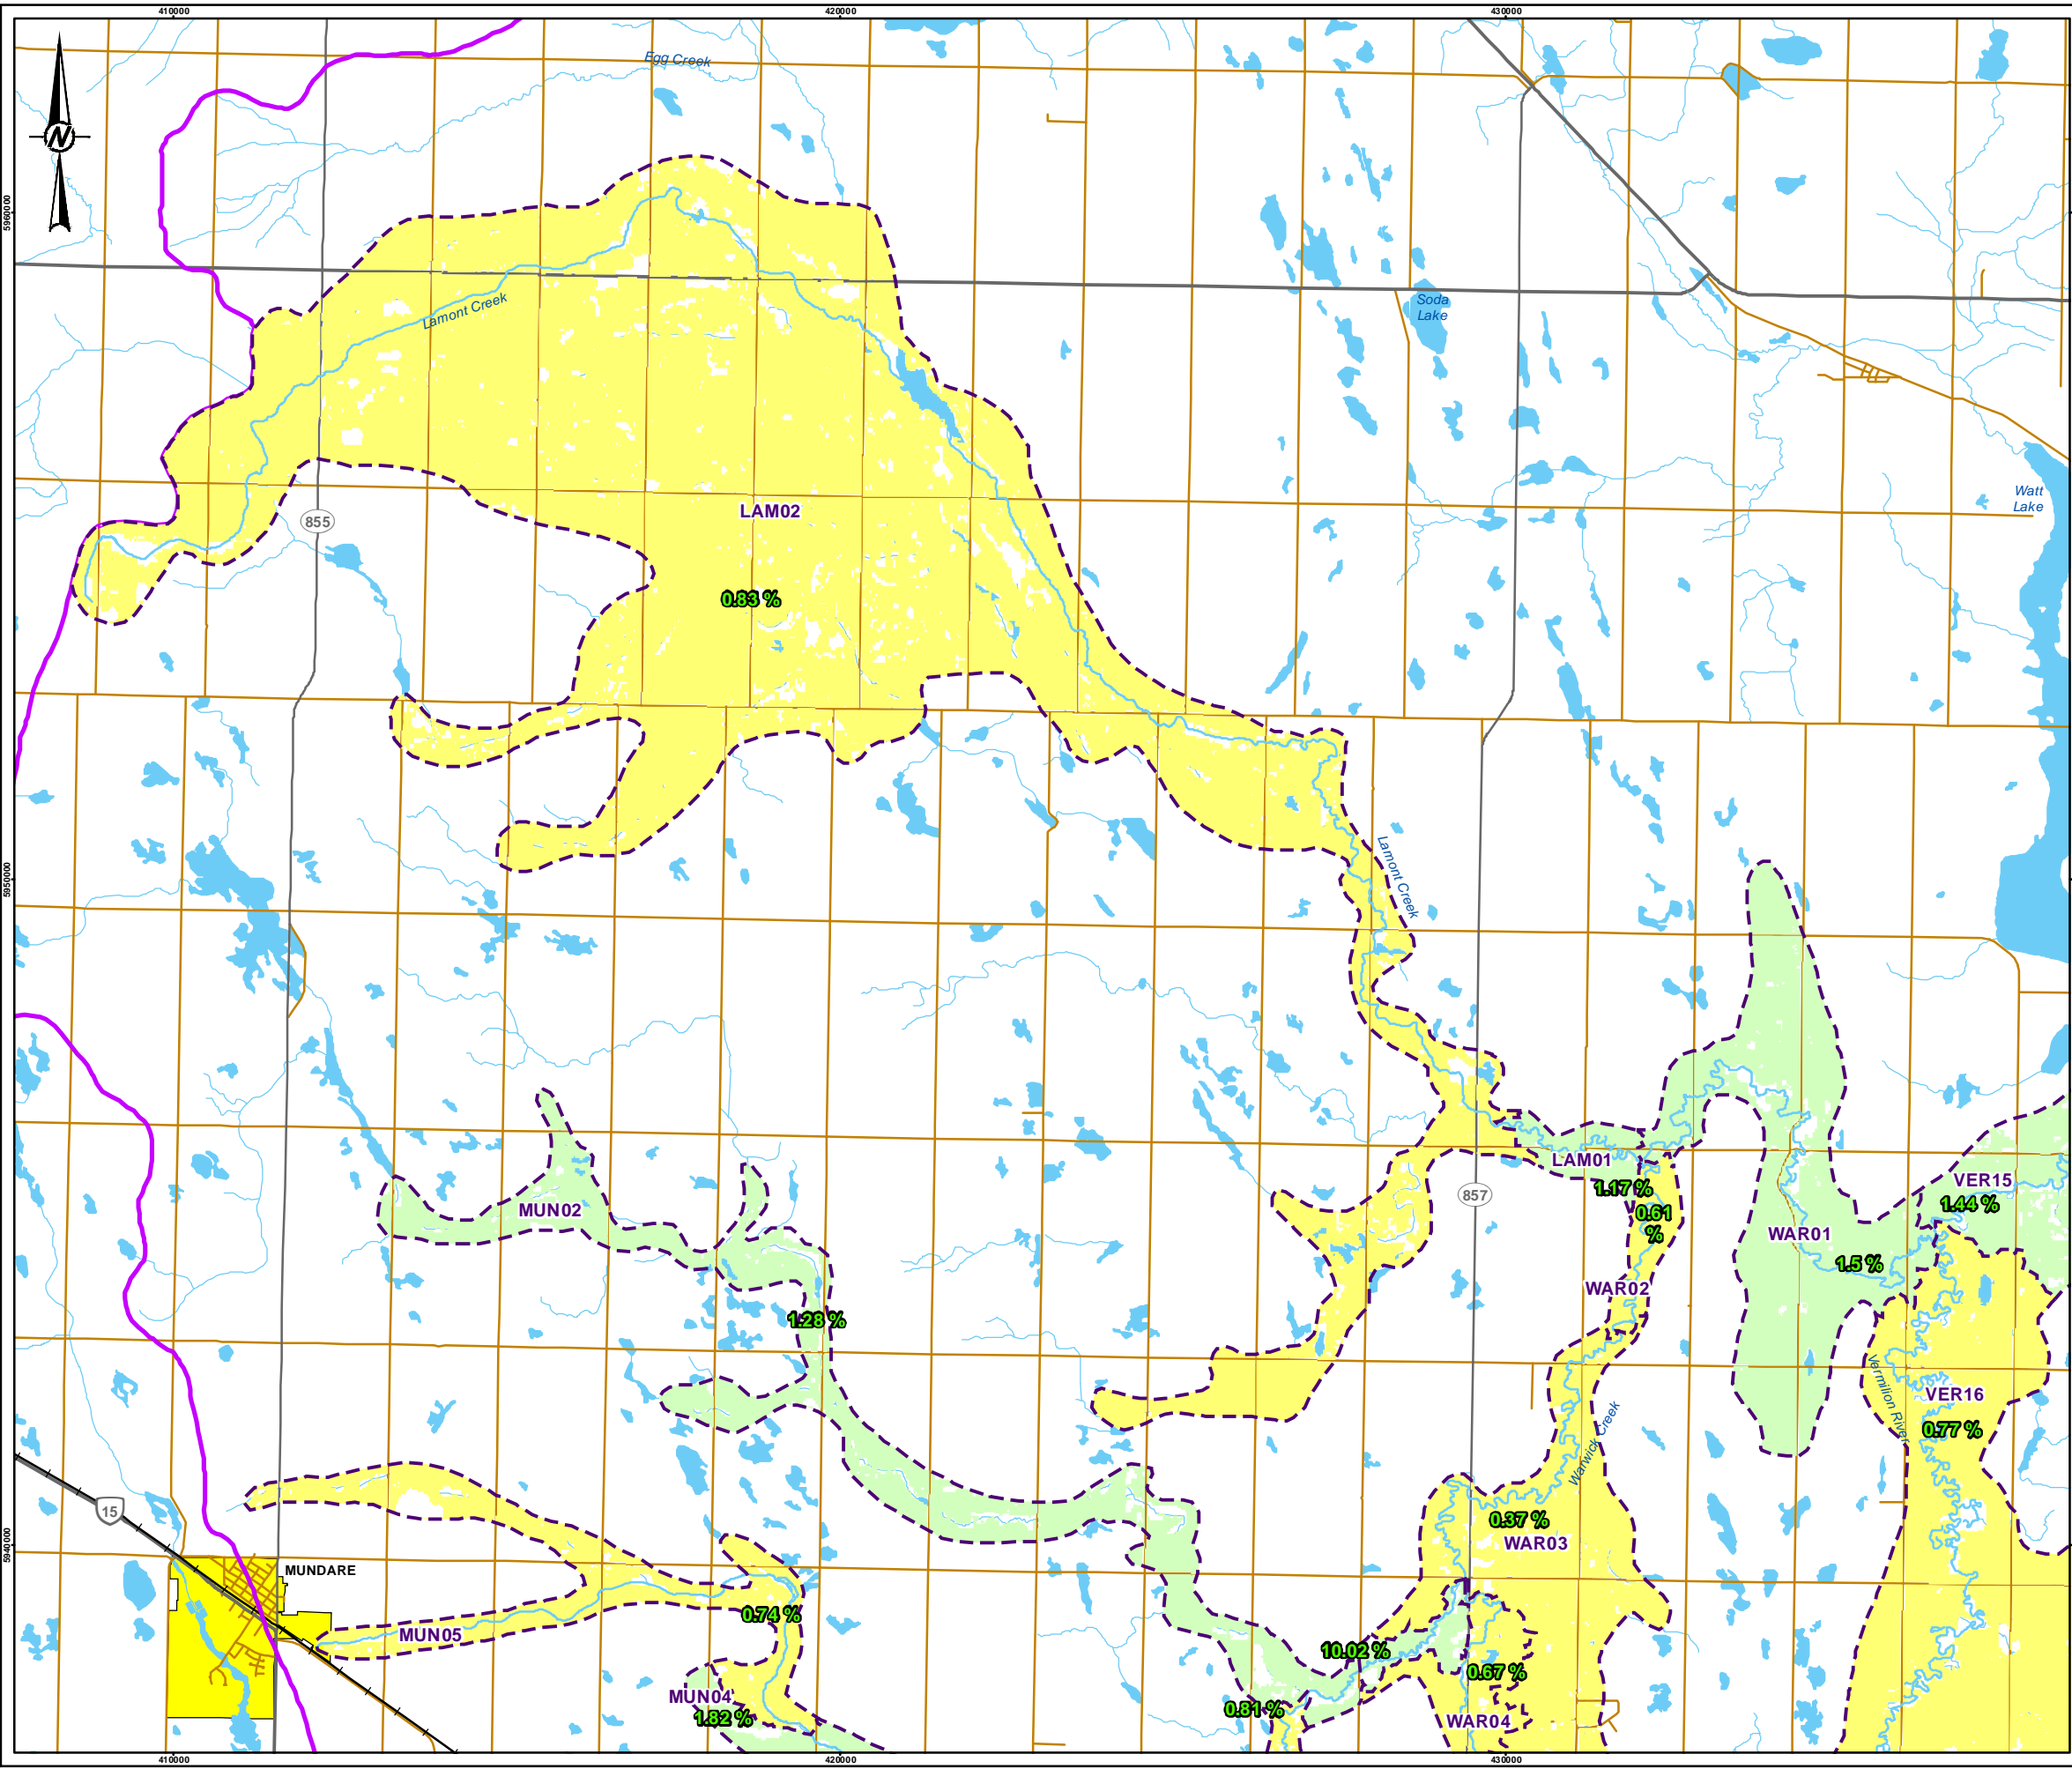 410000
420000
430000
Egg Creek
N
5960000
Lamont Creek
Soda
Lake
Watt
Lake
LAM02
855
0.83 %
Lamont Creek
5950000
LAM01
1.17 %
0.61
%
VER15
1.44 %
857
MUN02
WAR01
1.5 %
WAR02
1.28 %
Vermilion River
VER16
0.77 %
Warwick Creek
15
0.37 %
WAR03
5940000
MUNDARE
0.74 %
MUN05
10.02 %
0.67 %
MUN04
1.82 %
0.81 %
WAR04
410000
420000
430000